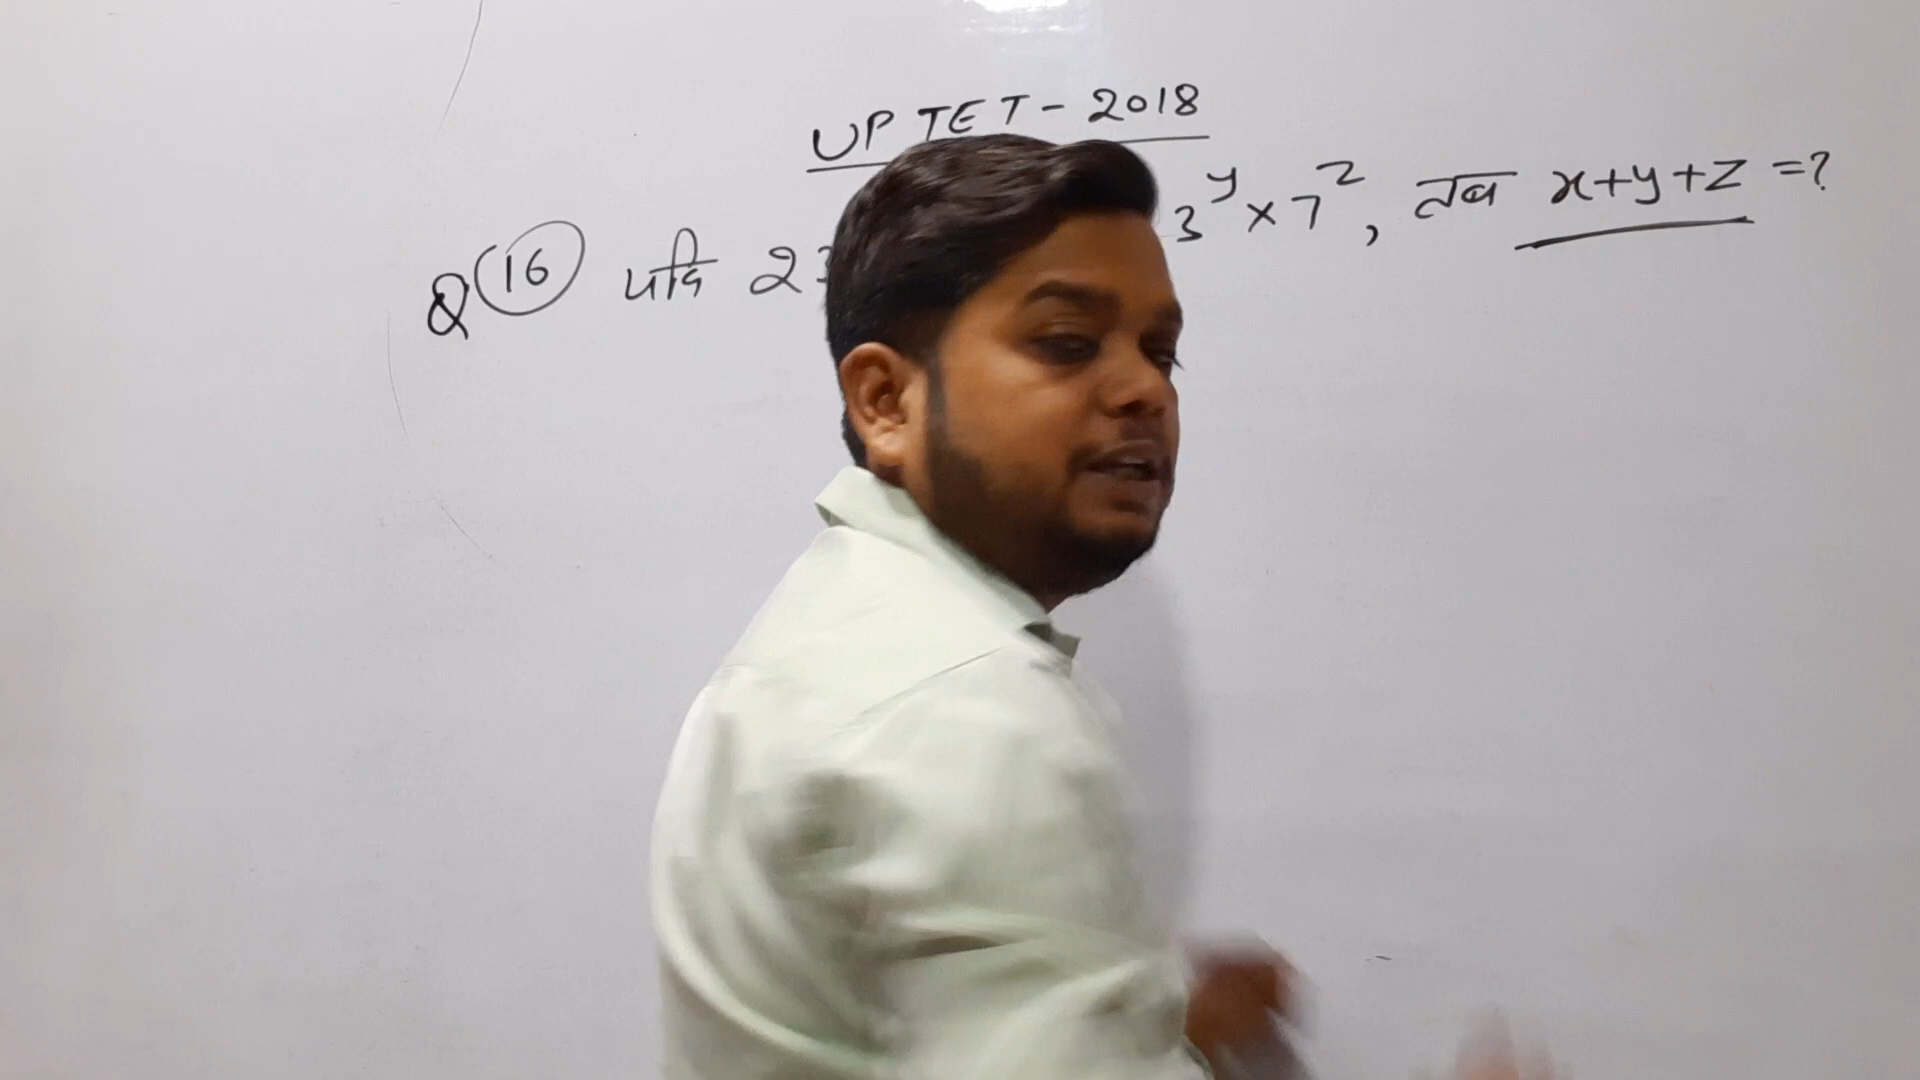 UP TET - 2018
Q 16 यदि 2 3^y × 7^z, तब x+y+z =?